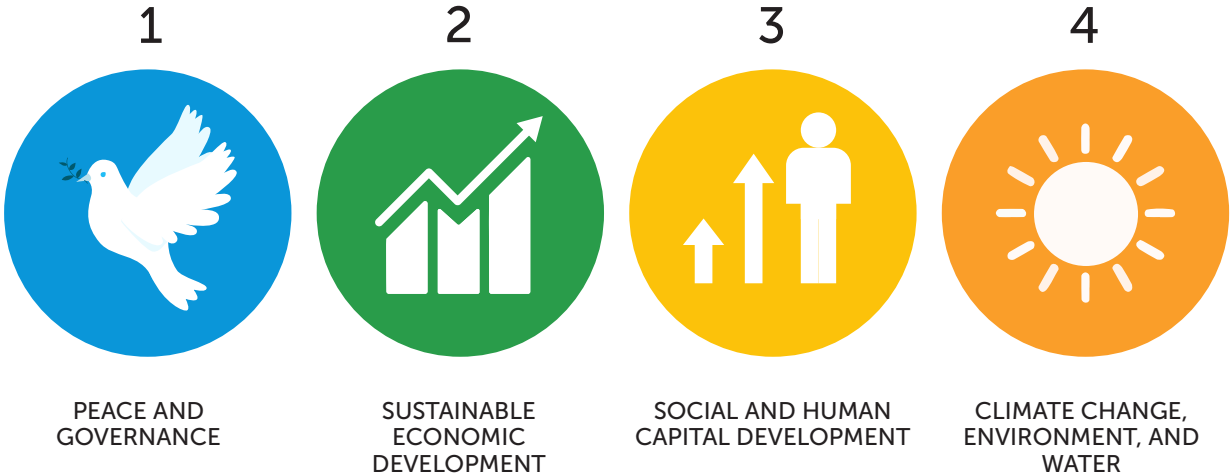 1
PEACE AND
GOVERNANCE
2
SUSTAINABLE
ECONOMIC
DEVELOPMENT
3
SOCIAL AND HUMAN
CAPITAL DEVELOPMENT
4
CLIMATE CHANGE,
ENVIRONMENT, AND
WATER